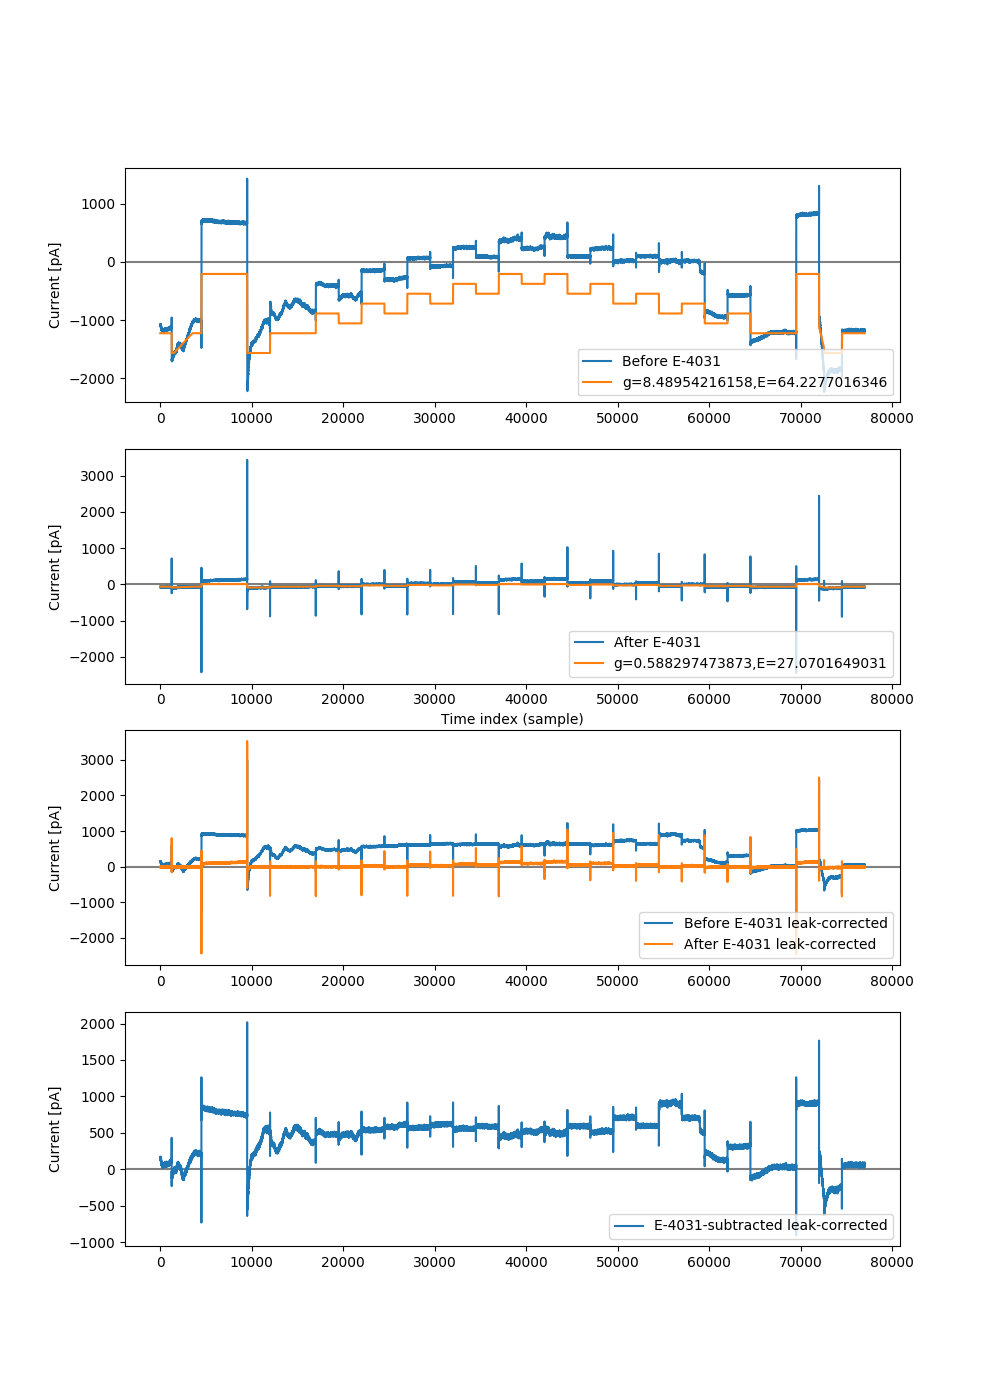 1000
0
−1000
−2000
Current [pA]
Before E-4031
g=8.48954216158,E=64.2277016346
0 10000 20000 30000 40000 50000 60000 70000 80000
3000
2000
1000
0
−1000
−2000
Current [pA]
After E-4031
g=0.588297473873,E=27.0701649031
0 10000 20000 30000 40000 50000 60000 70000 80000
Time index (sample)
3000
2000
1000
0
−1000
−2000
Current [pA]
Before E-4031 leak-corrected
After E-4031 leak-corrected
0 10000 20000 30000 40000 50000 60000 70000 80000
2000
1500
1000
500
0
−500
−1000
Current [pA]
E-4031-subtracted leak-corrected
0 10000 20000 30000 40000 50000 60000 70000 80000